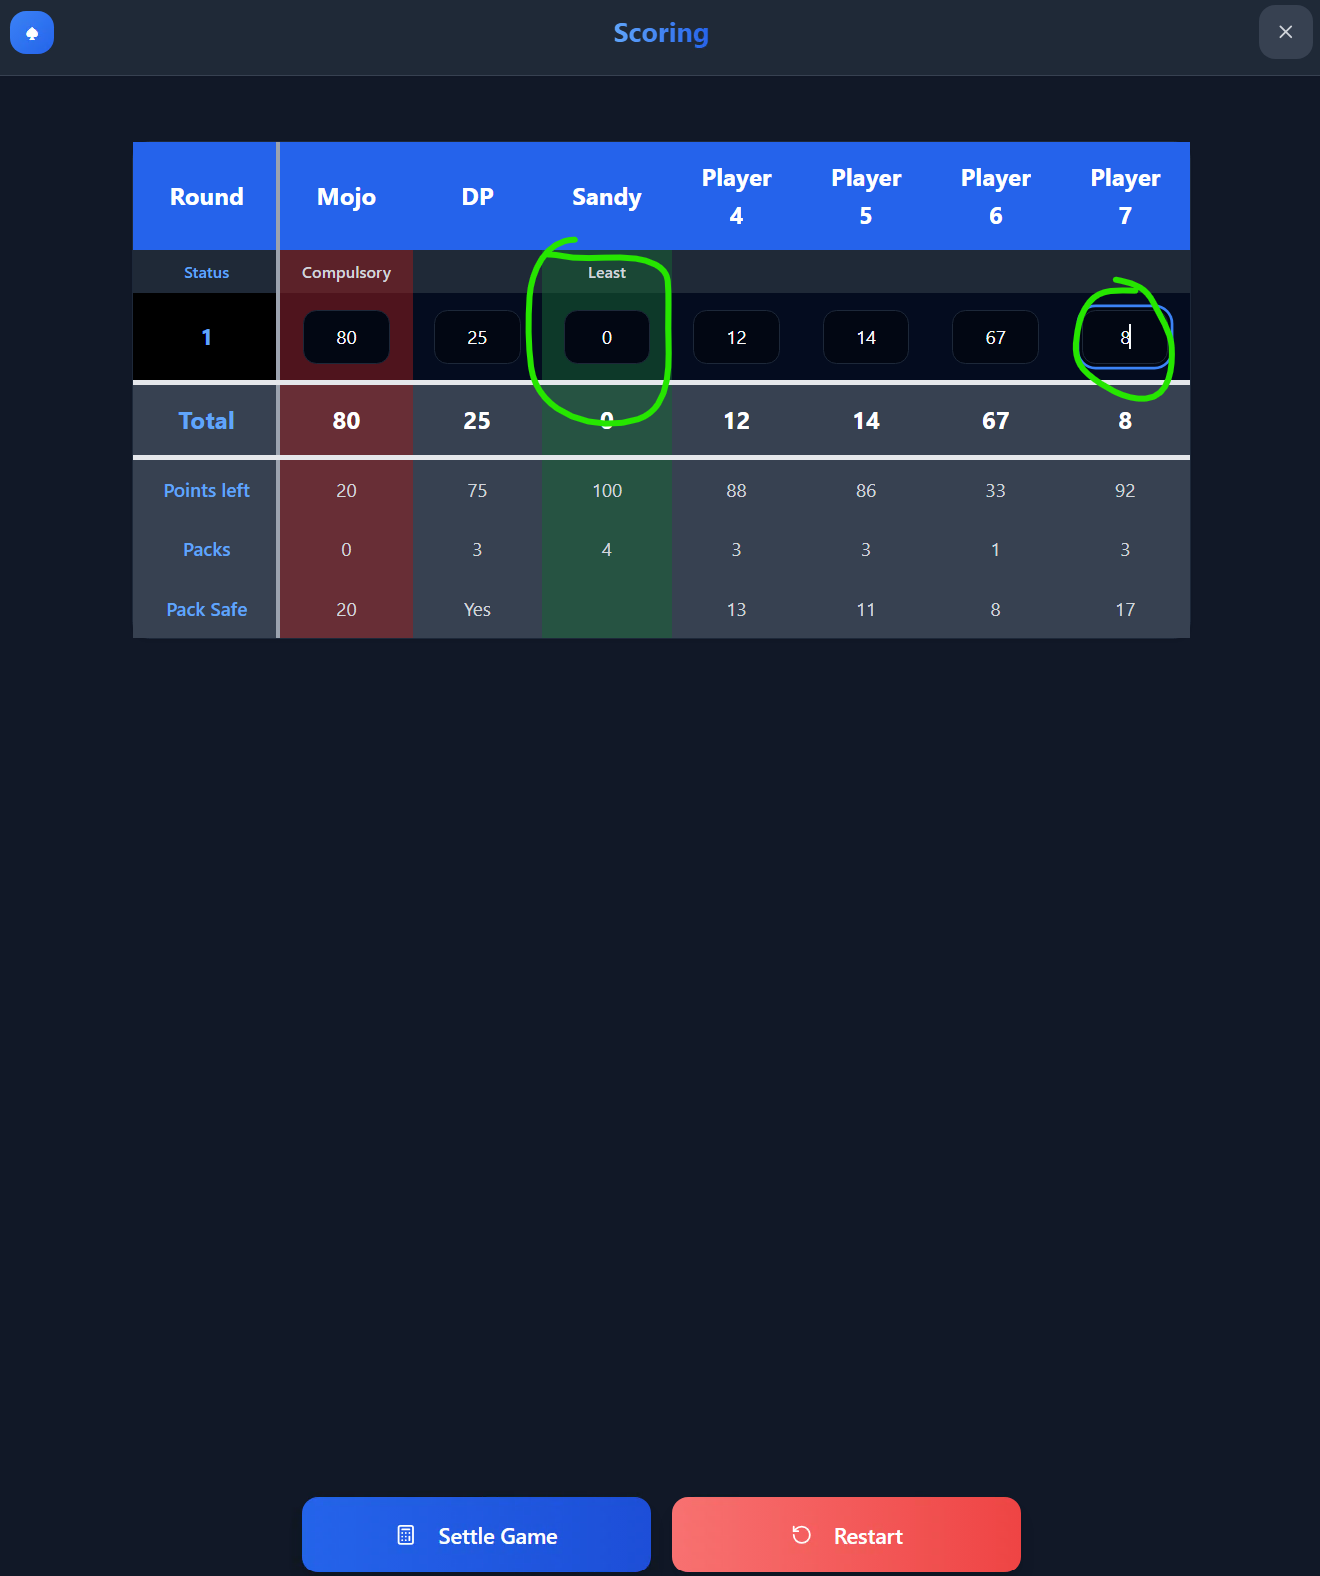 Scoring
Round Mojo DP Sandy Player 4 Player 5 Player 6 Player 7
Status Compulsory Least
1 80 25 0 12 14 67 8
Total 80 25 0 12 14 67 8
Points left 20 75 100 88 86 33 92
Packs 0 3 4 3 3 1 3
Pack Safe 20 Yes 13 11 8 17
Settle Game Restart